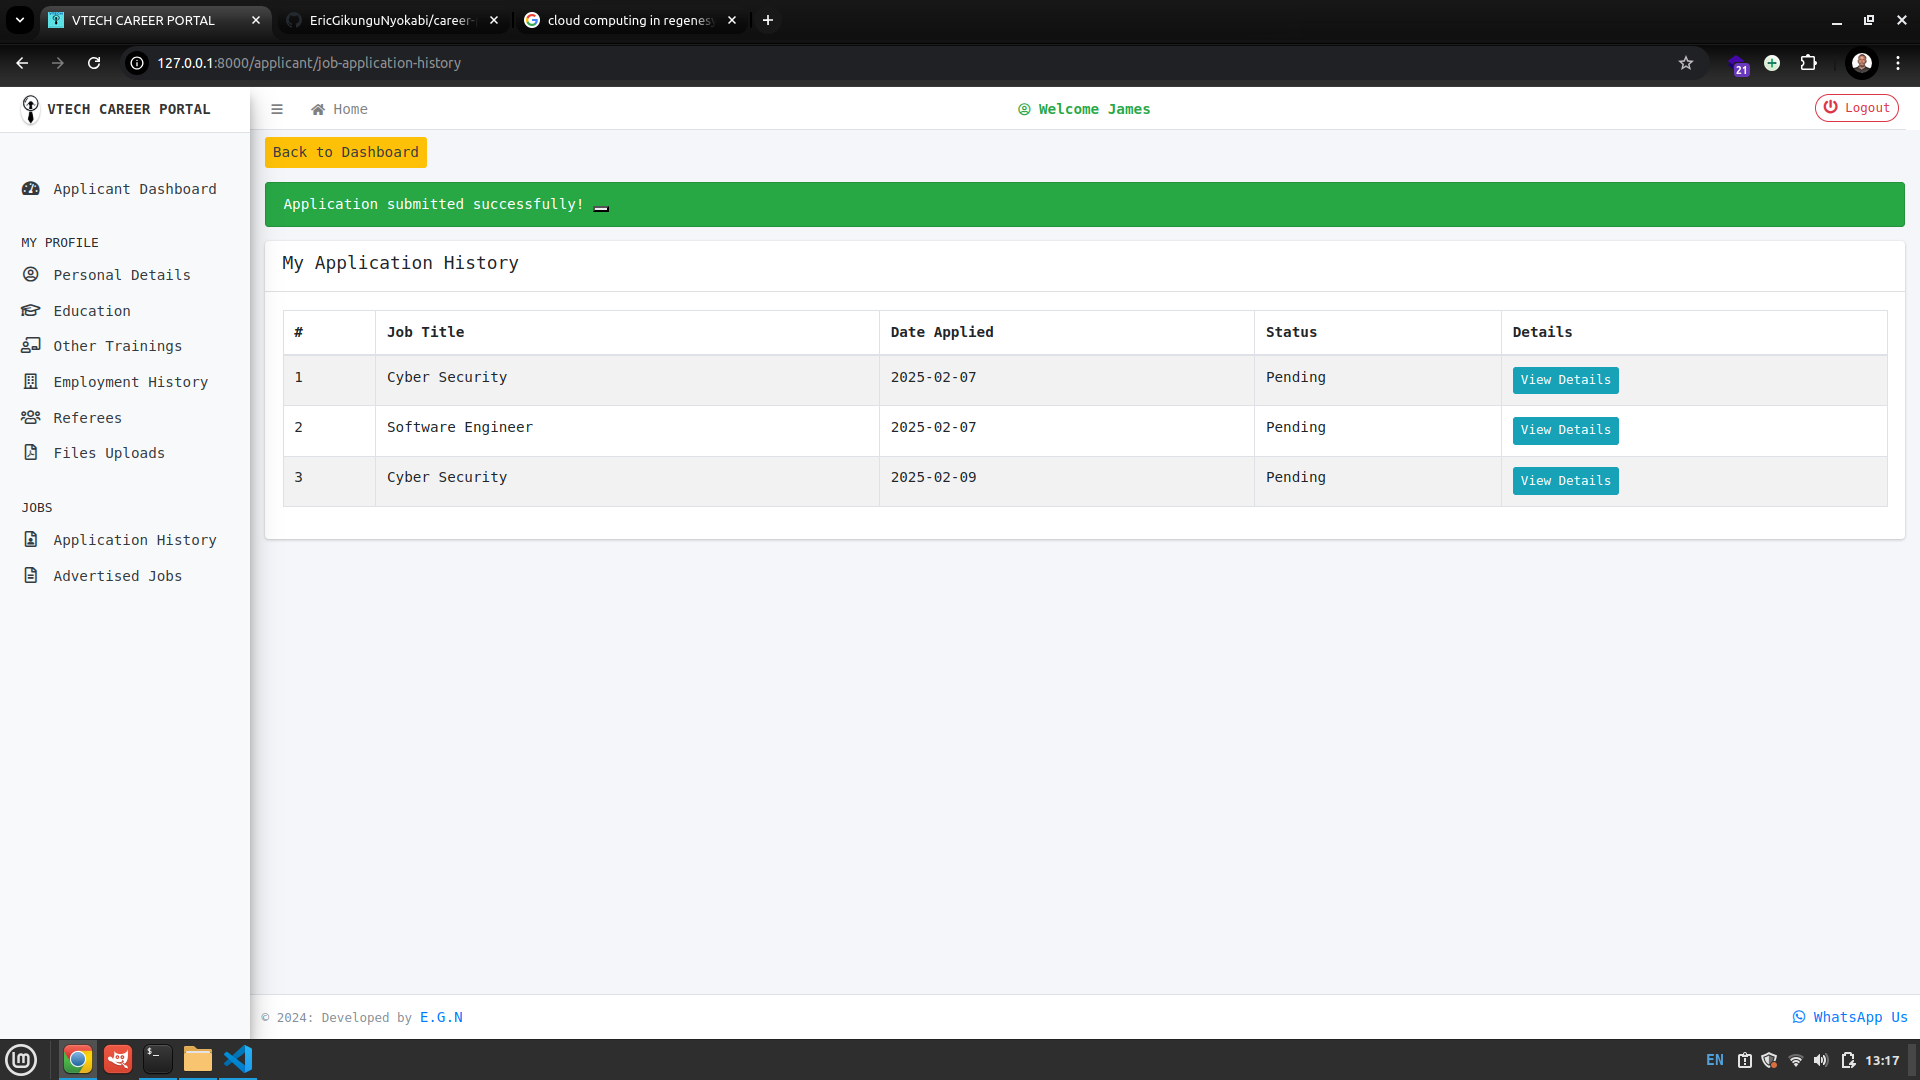 VTECH CAREER PORTAL
EricGikunguNyokabi/career-
cloud computing in regenesy
127.0.0.1:8000/applicant/job-application-history
21
VTECH CAREER PORTAL
Home
Welcome James
Logout
Back to Dashboard
Applicant Dashboard
Application submitted successfully!
MY PROFILE
Personal Details
Education
Other Trainings
Employment History
Referees
Files Uploads
JOBS
Application History
Advertised Jobs
My Application History
# Job Title Date Applied Status Details
1 Cyber Security 2025-02-07 Pending View Details
2 Software Engineer 2025-02-07 Pending View Details
3 Cyber Security 2025-02-09 Pending View Details
© 2024: Developed by E.G.N
WhatsApp Us
EN
13:17